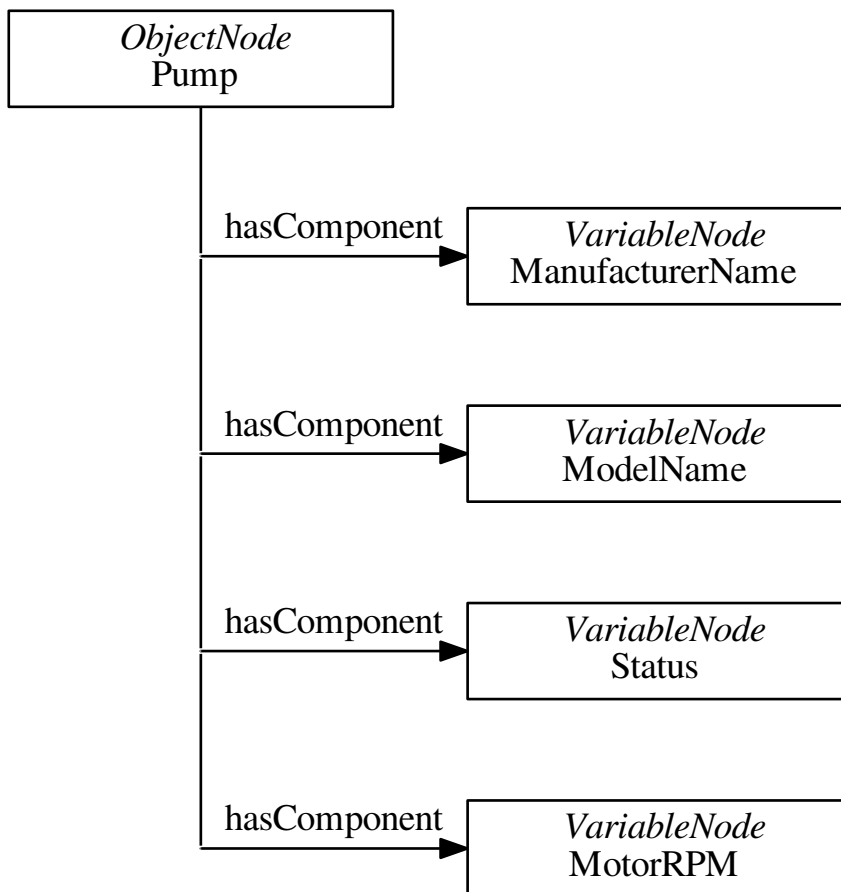 ObjectNode
Pump
hasComponent
VariableNode
ManufacturerName
hasComponent
VariableNode
ModelName
hasComponent
VariableNode
Status
hasComponent
VariableNode
MotorRPM